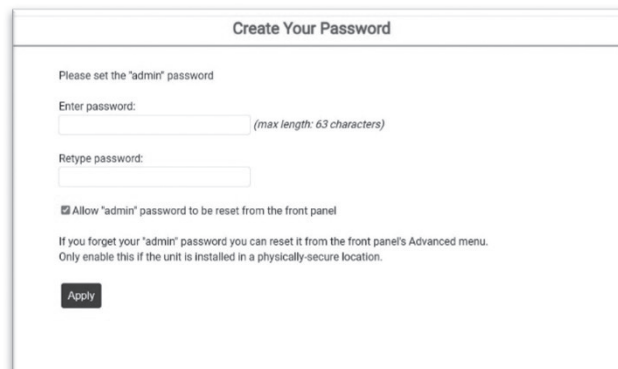 Create Your Password
Please set the "admin" password
Enter password:
(max length: 63 characters)
Retype password:
Allow "admin" password to be reset from the front panel
If you forget your "admin" password you can reset it from the front panel's Advanced menu.
Only enable this if the unit is installed in a physically-secure location.
Apply